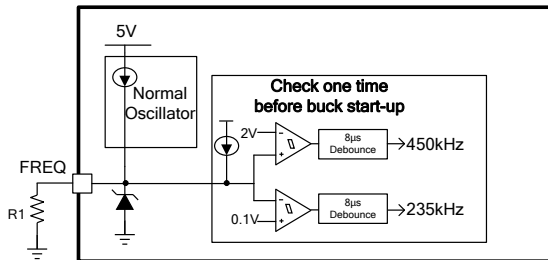 5V
Normal
Oscillator
Check one time
before buck start-up
2V
8µs
Debounce
450kHz
FREQ
R1
0.1V
8µs
Debounce
235kHz